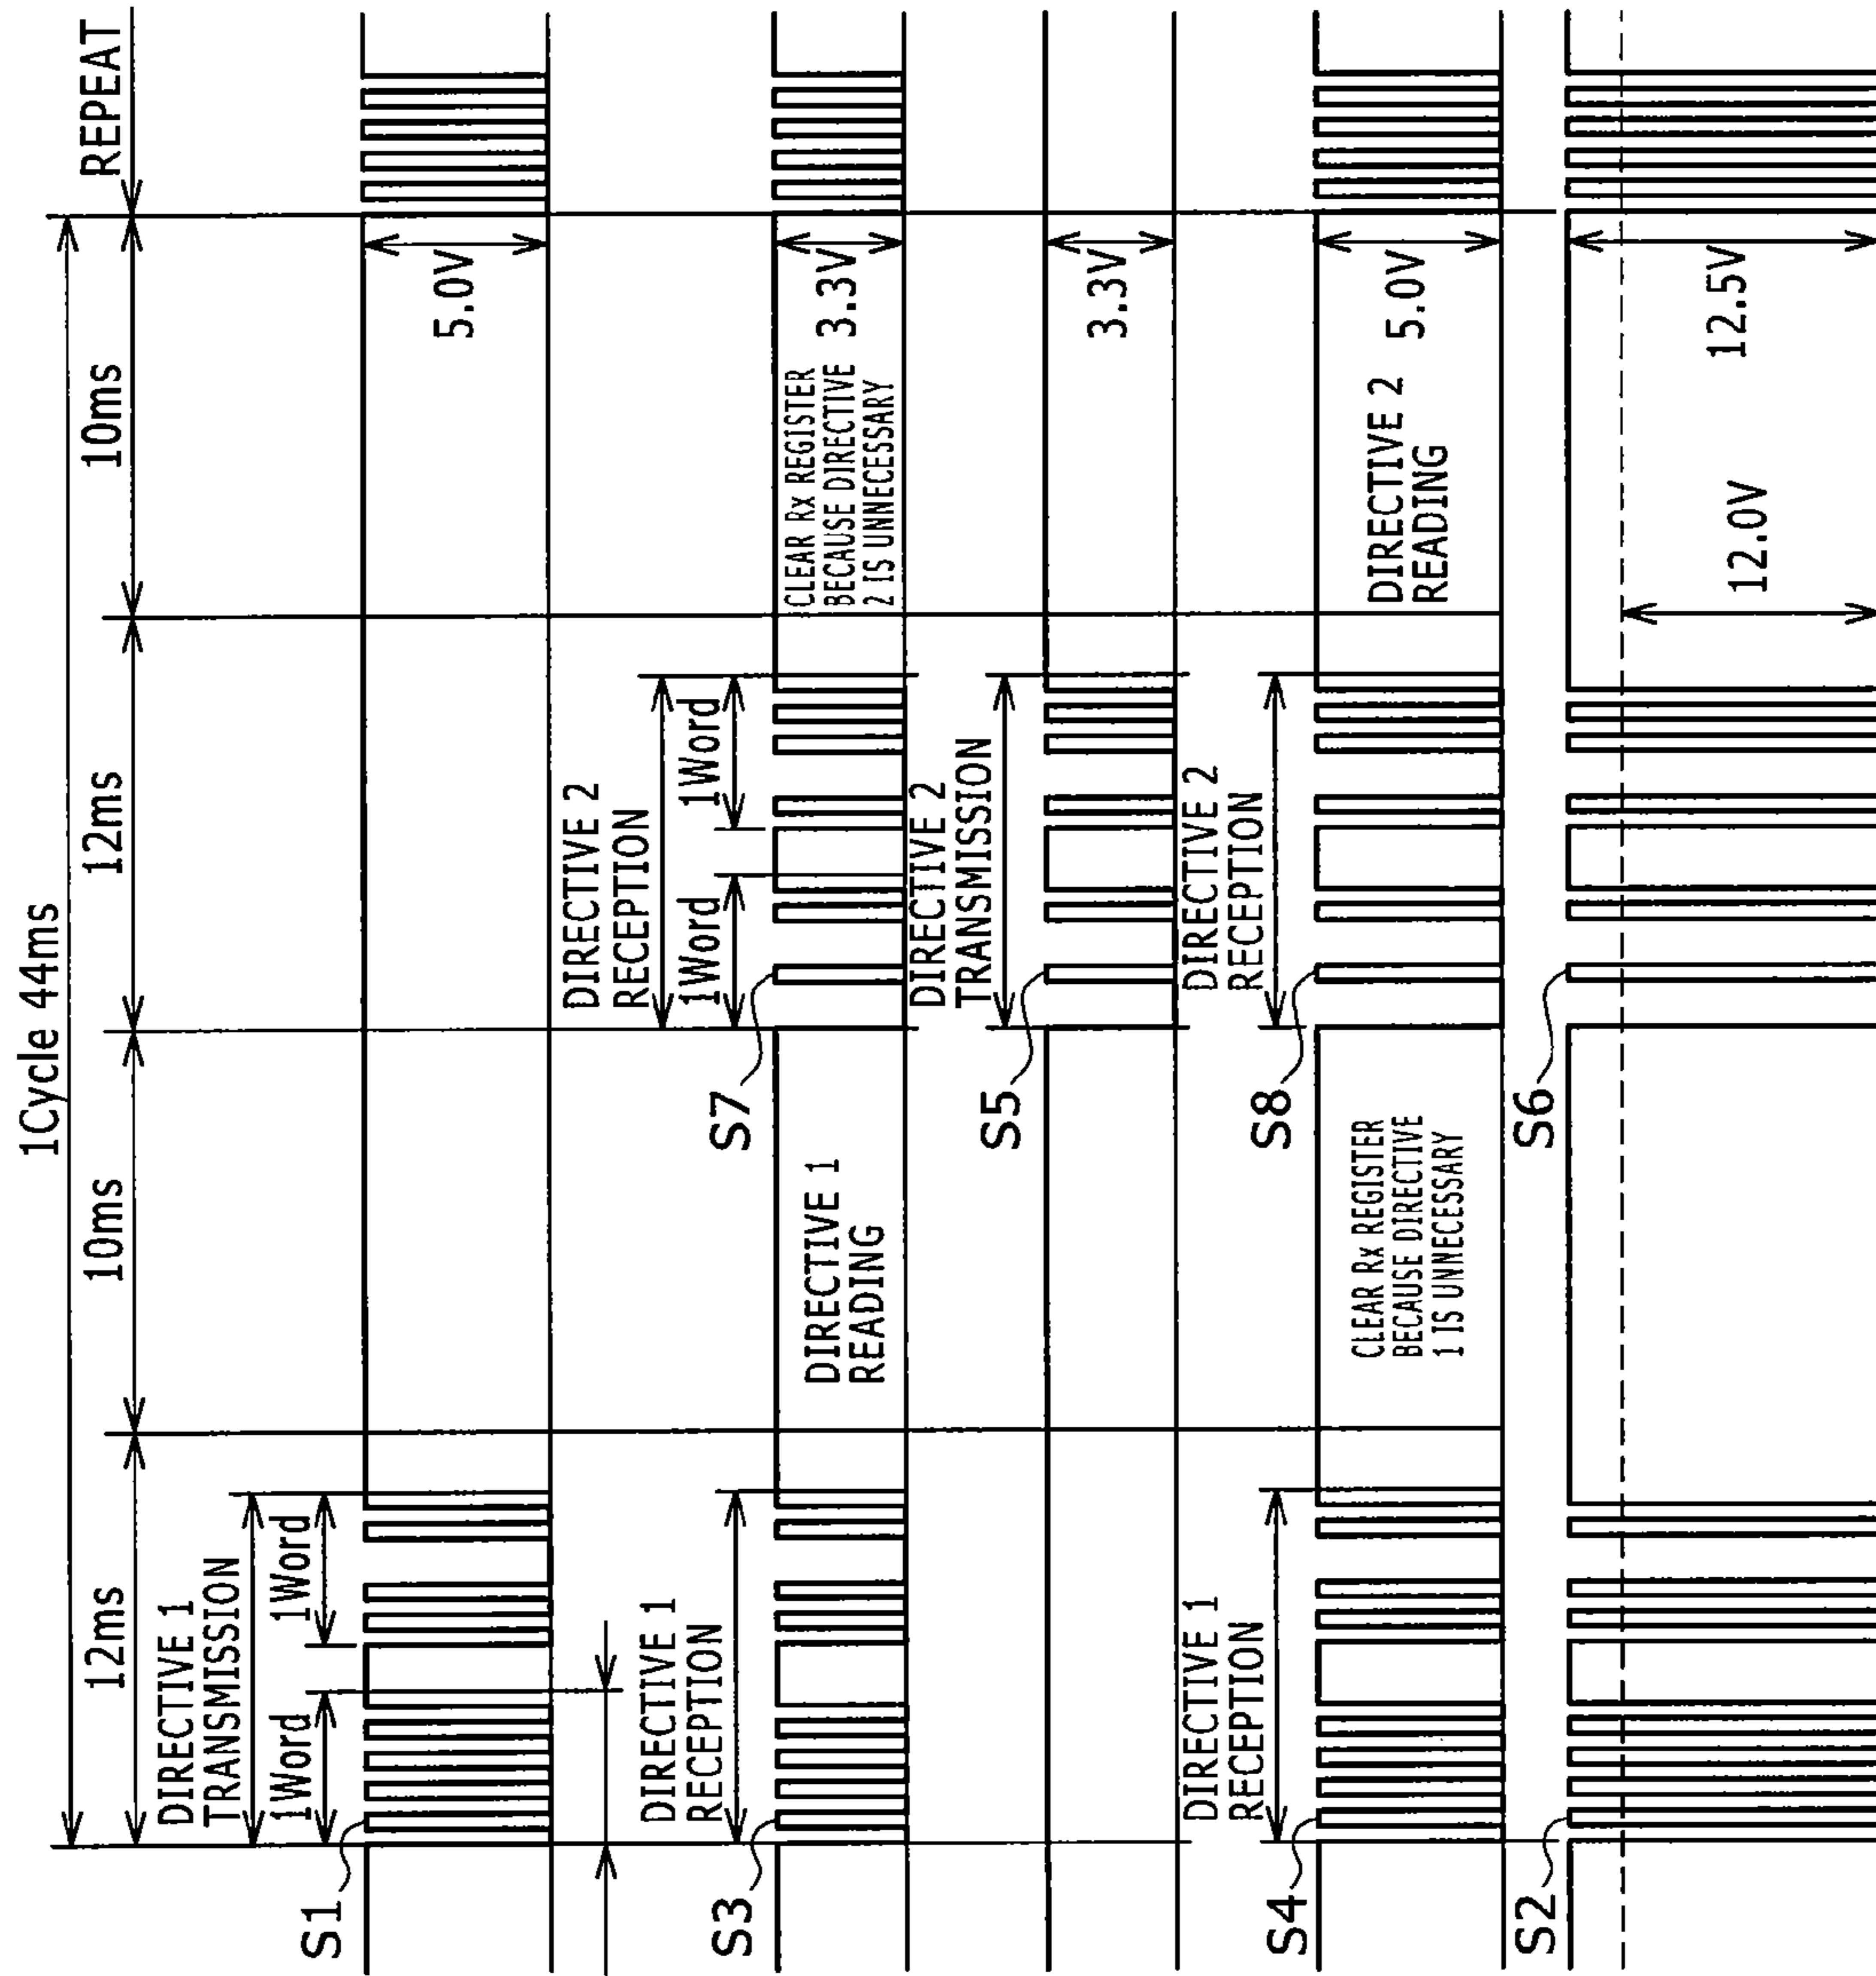 1Cycle 44ms
12ms
10ms
12ms
10ms
REPEAT
DIRECTIVE 1
TRANSMISSION
1Word
1Word
S1
5.0V
DIRECTIVE 2
RECEPTION
1Word
1Word
DIRECTIVE 1
RECEPTION
S3
DIRECTIVE 1
READING
S7
CLEAR Rx REGISTER
BECAUSE DIRECTIVE
2 IS UNNECESSARY
3.3V
DIRECTIVE 2
TRANSMISSION
S5
3.3V
DIRECTIVE 1
RECEPTION
DIRECTIVE 2
RECEPTION
S4
CLEAR Rx REGISTER
BECAUSE DIRECTIVE
1 IS UNNECESSARY
S8
DIRECTIVE 2
READING
5.0V
S2
S6
12.0V
12.5V